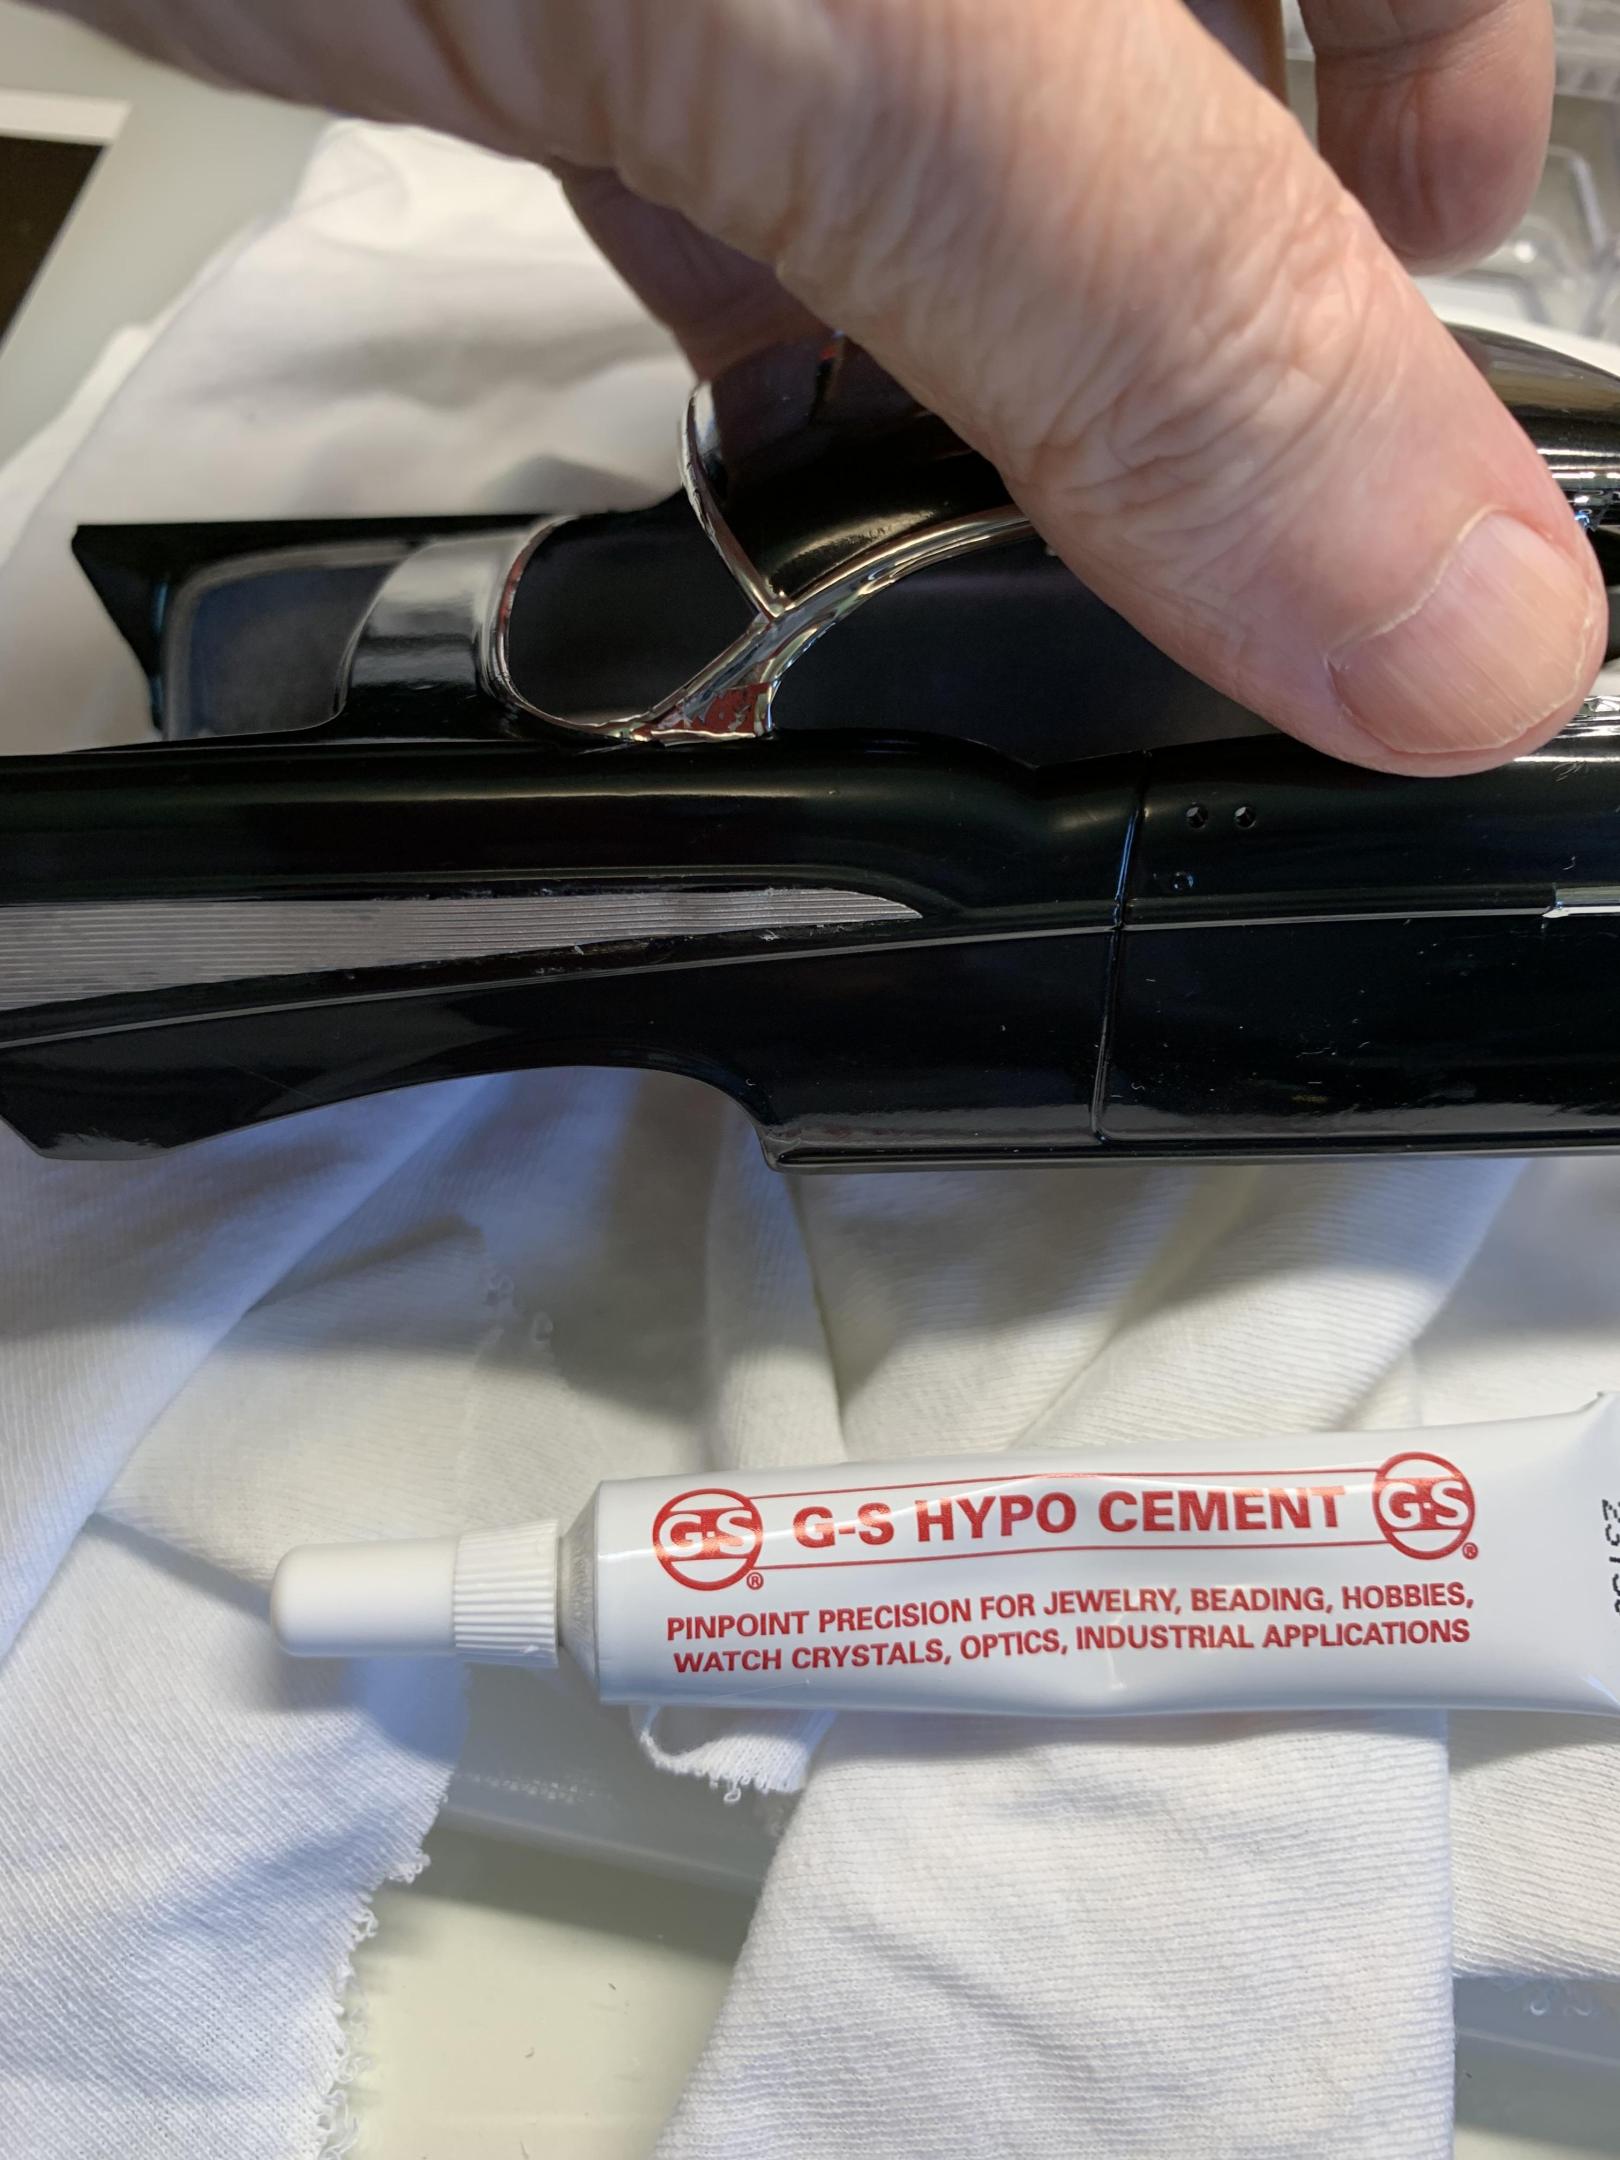 G·S® G-S HYPO CEMENT G·S®
PINPOINT PRECISION FOR JEWELRY, BEADING, HOBBIES,
WATCH CRYSTALS, OPTICS, INDUSTRIAL APPLICATIONS